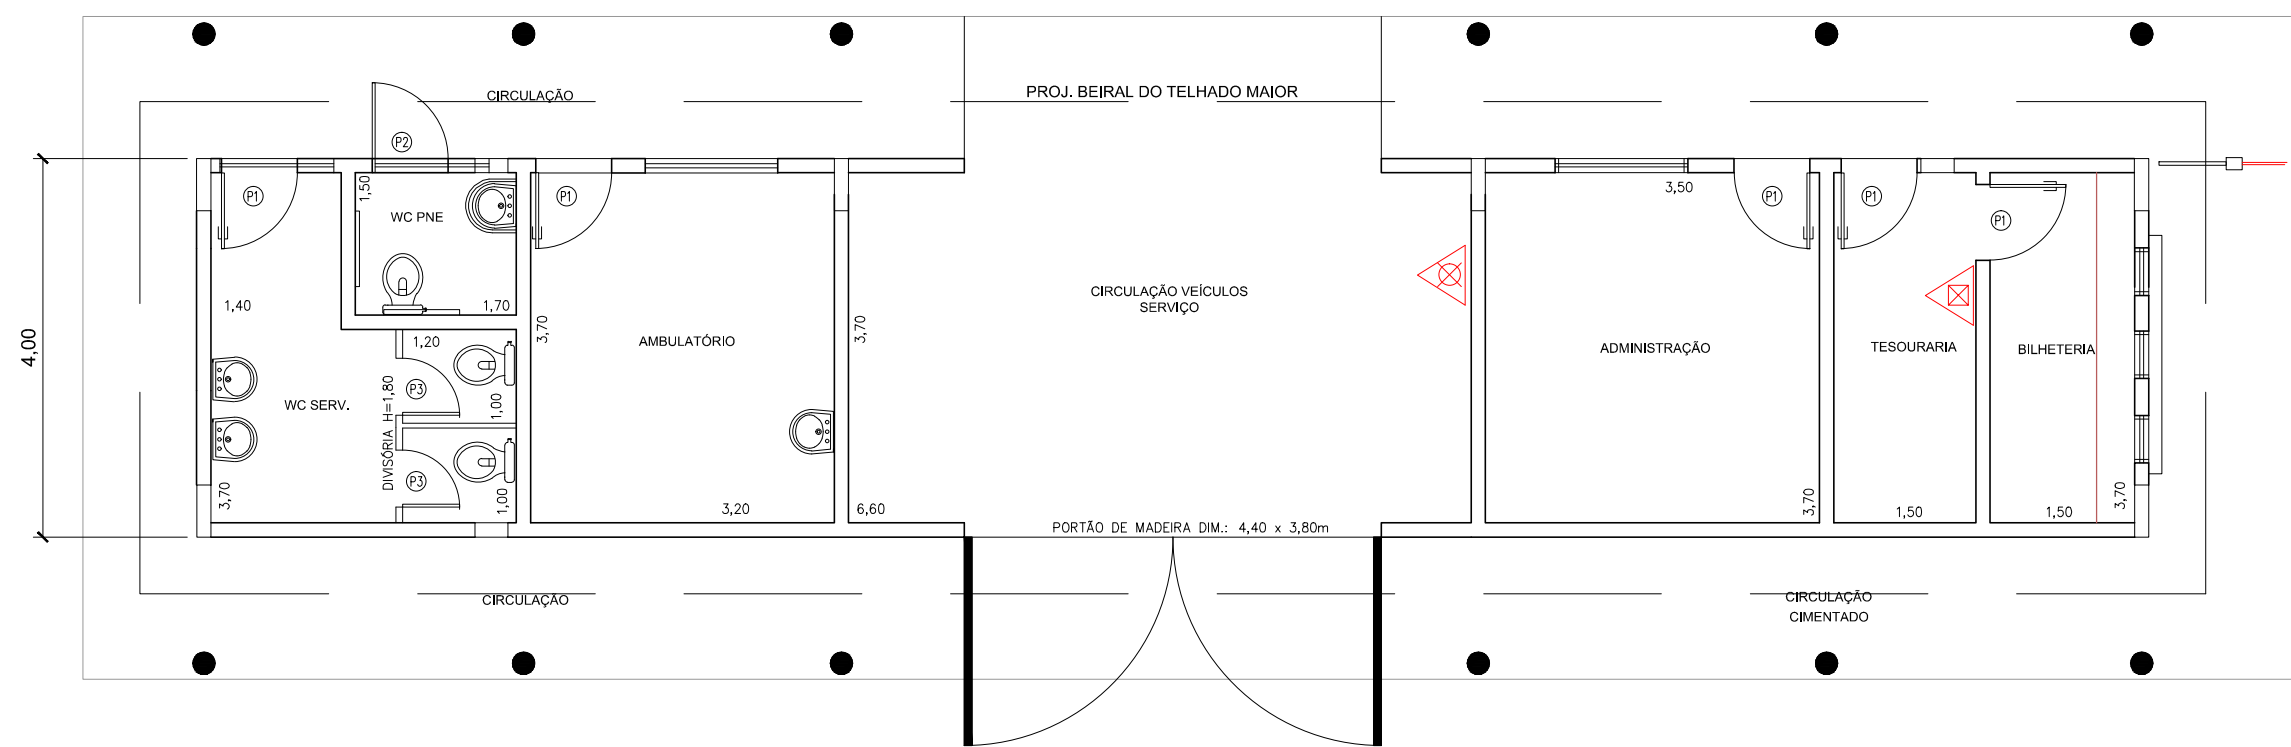 CIRCULAÇÃO
PROJ. BEIRAL DO TELHADO MAIOR
P2
P1
1,50
WC PNE
P1
3,50
P1
P1
P1
1,40
1,70
CIRCULAÇÃO VEÍCULOS
SERVIÇO
4,00
1,20
3,70
AMBULATÓRIO
3,70
ADMINISTRAÇÃO
TESOURARIA
BILHETERIA
P3
WC SERV.
DIVISÓRIA H=1,80
1,00
P3
3,70
1,00
3,20
6,60
3,70
1,50
1,50
3,70
PORTÃO DE MADEIRA DIM.: 4,40 x 3,80m
CIRCULAÇÃO
CIRCULAÇÃO
CIMENTADO